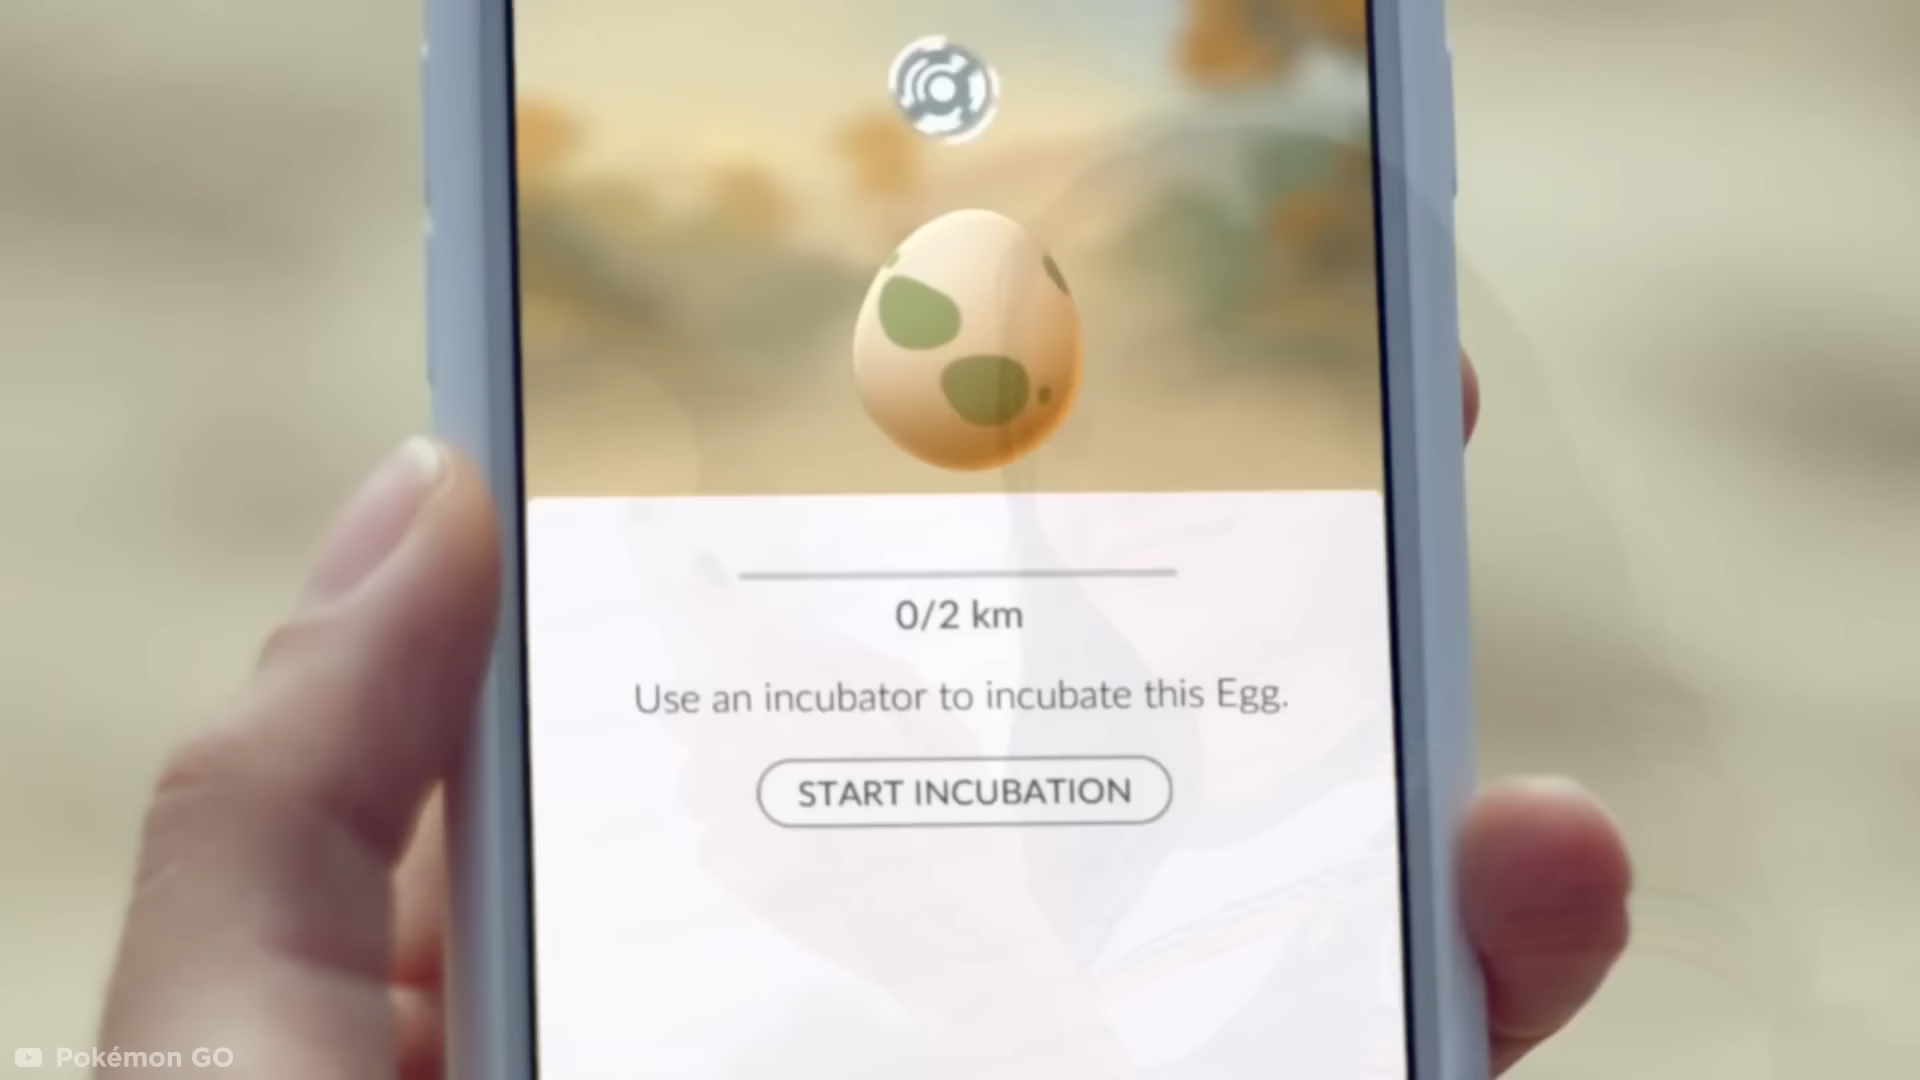 0/2 km
Use an incubator to incubate this Egg.
START INCUBATION
Pokémon GO